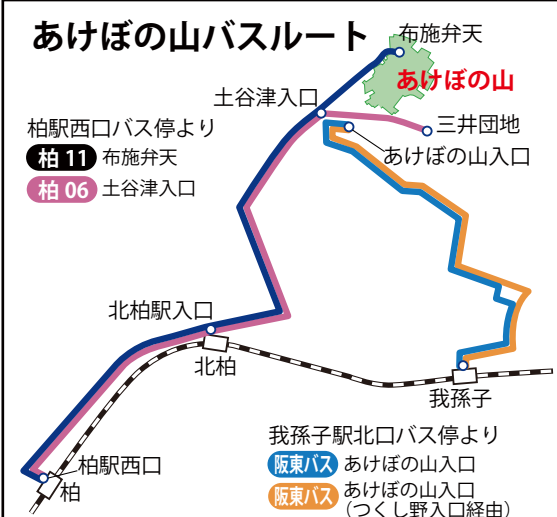 あけぼの山バスルート
布施弁天
あけぼの山
土谷津入口
三井団地
あけぼの山入口
柏駅西口バス停より
柏 11 布施弁天
柏 06 土谷津入口
北柏駅入口
北柏
我孫子
柏駅西口
柏
我孫子駅北口バス停より
阪東バス あけぼの山入口
阪東バス あけぼの山入口
(つくし野入口経由)